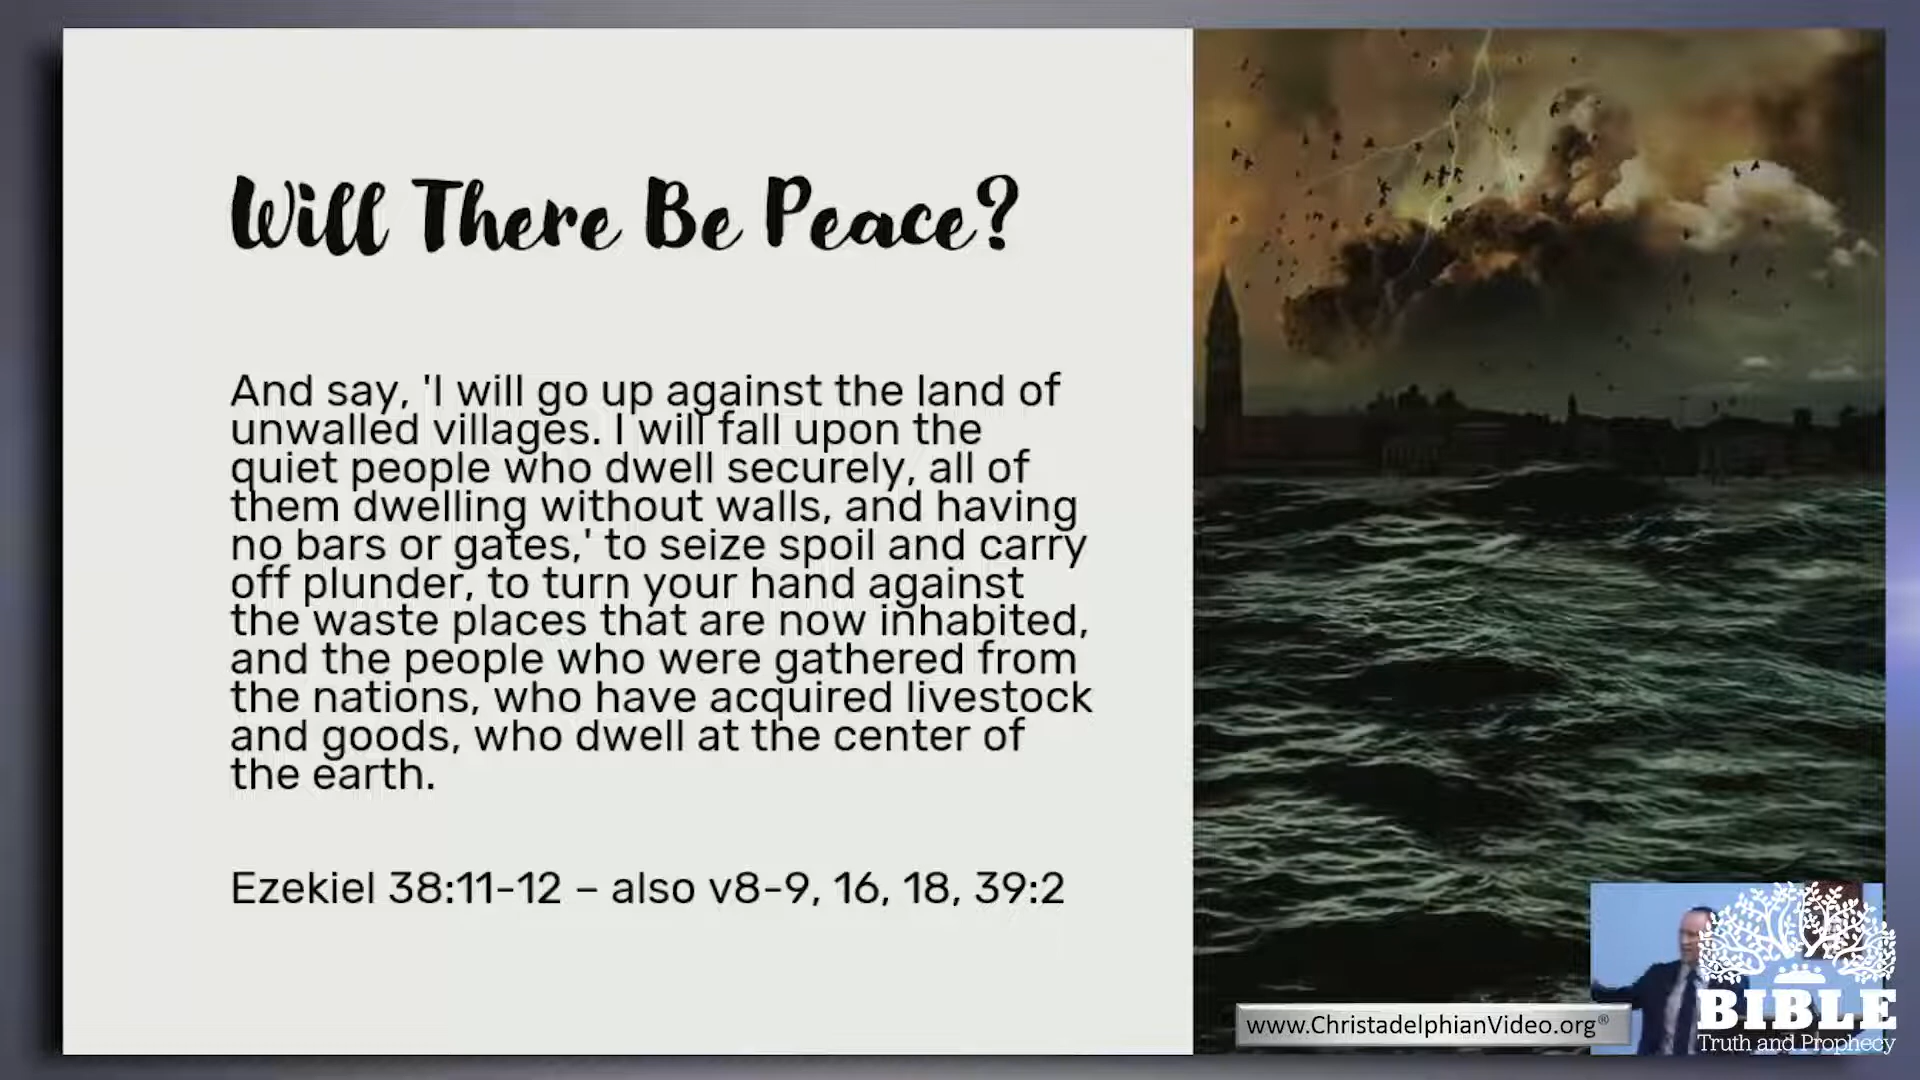 Will There Be Peace?
And say, 'I will go up against the land of
unwalled villages. I will fall upon the
quiet people who dwell securely, all of
them dwelling without walls, and having
no bars or gates,' to seize spoil and carry
off plunder, to turn your hand against
the waste places that are now inhabited,
and the people who were gathered from
the nations, who have acquired livestock
and goods, who dwell at the center of
the earth.
Ezekiel 38:11-12 – also v8-9, 16, 18, 39:2
www.ChristadelphianVideo.org®
BIBLE
Truth and Prophecy